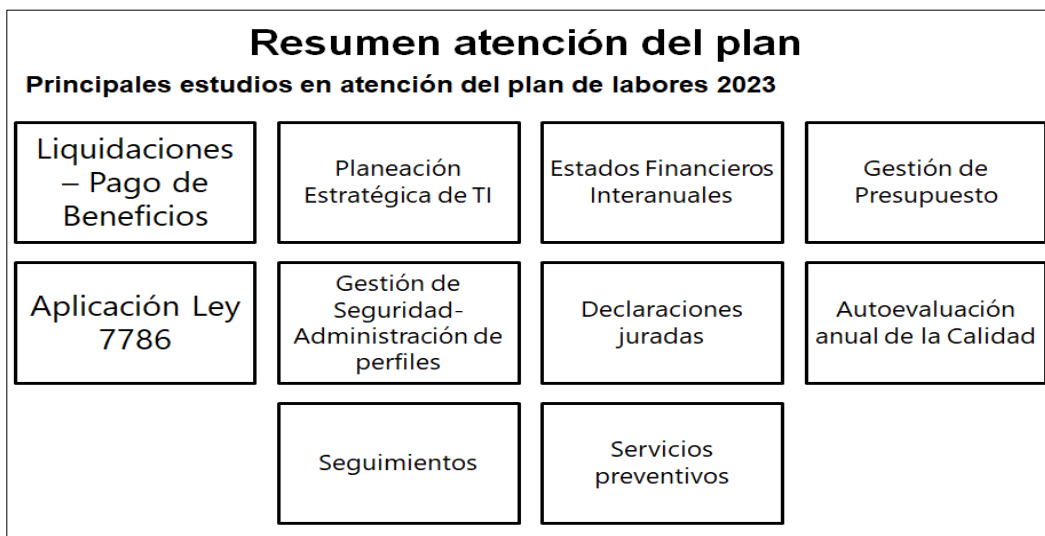 Resumen atención del plan
Principales estudios en atención del plan de labores 2023
Liquidaciones
– Pago de
Beneficios
Planeación
Estratégica de TI
Estados Financieros
Interanuales
Gestión de
Presupuesto
Aplicación Ley
7786
Gestión de
Seguridad-
Administración de
perfiles
Declaraciones
juradas
Autoevaluación
anual de la Calidad
Seguimientos
Servicios
preventivos